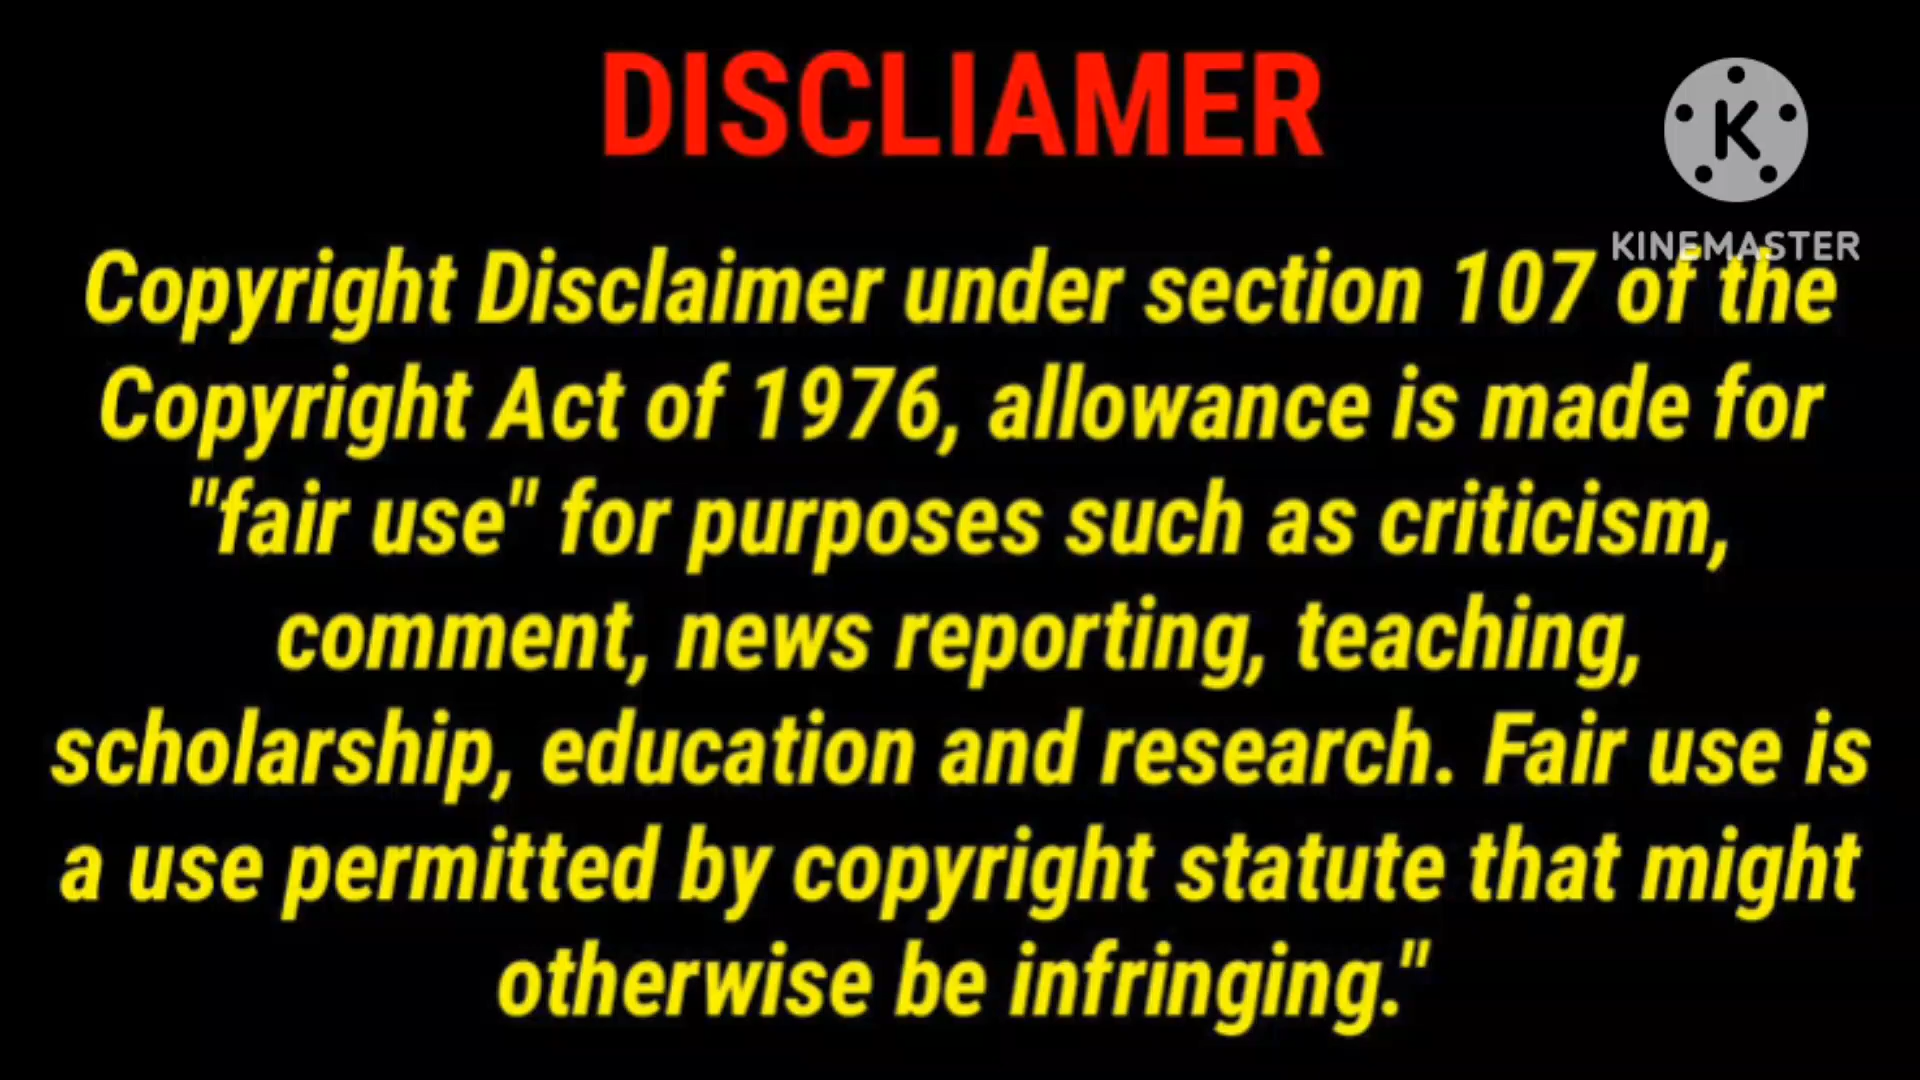 DISCLIAMER
KINEMASTER
Copyright Disclaimer under section 107 of the
Copyright Act of 1976, allowance is made for
"fair use" for purposes such as criticism,
comment, news reporting, teaching,
scholarship, education and research. Fair use is
a use permitted by copyright statute that might
otherwise be infringing."